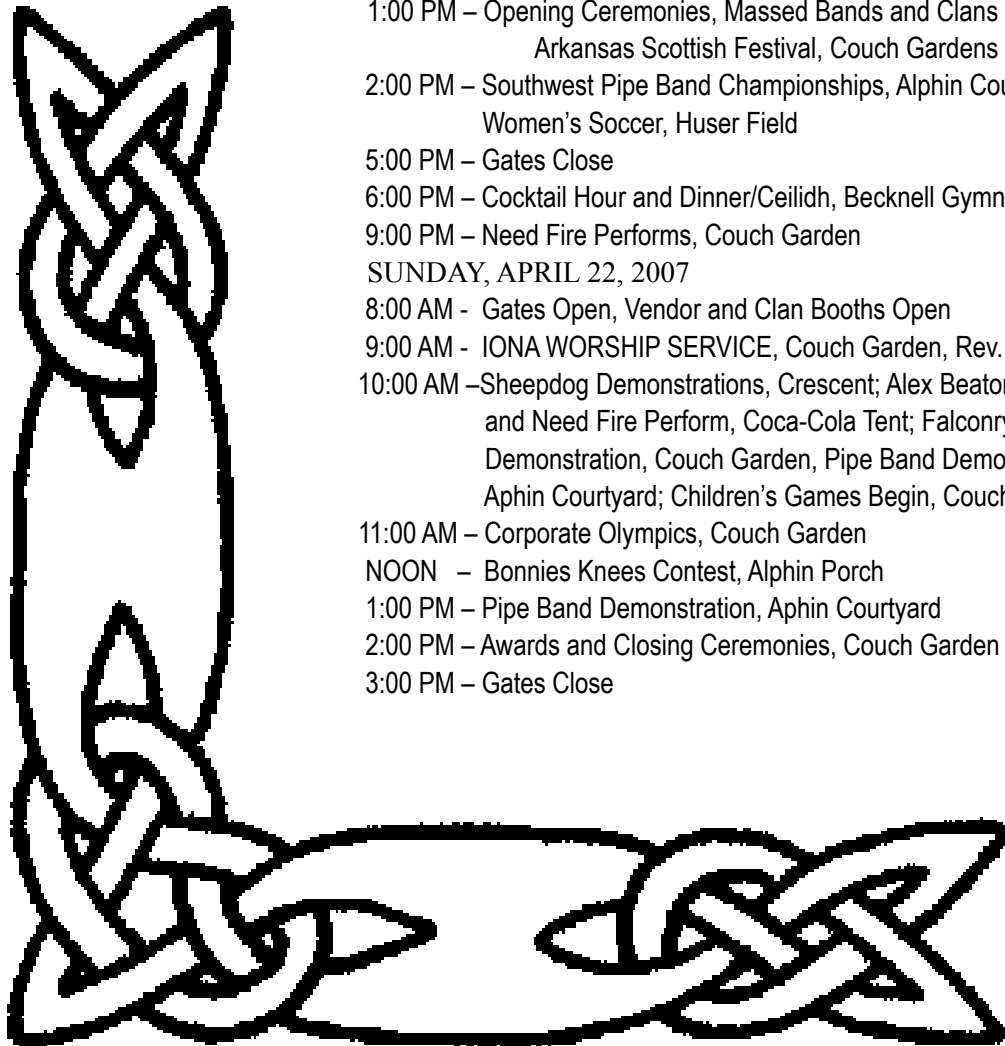 1:00 PM – Opening Ceremonies, Massed Bands and Clans
Arkansas Scottish Festival, Couch Gardens
2:00 PM – Southwest Pipe Band Championships, Alphin
Women's Soccer, Huser Field
5:00 PM – Gates Close
6:00 PM – Cocktail Hour and Dinner/Ceilidh, Becknell
9:00 PM – Need Fire Performs, Couch Garden
SUNDAY, APRIL 22, 2007
8:00 AM - Gates Open, Vendor and Clan Booths Open
9:00 AM - IONA WORSHIP SERVICE, Couch Garden, Rev.
10:00 AM –Sheepdog Demonstrations, Crescent; Alex Beaton
and Need Fire Perform, Coca-Cola Tent; Falconry
Demonstration, Couch Garden, Pipe Band
Aphin Courtyard; Children's Games Begin, Couch
11:00 AM – Corporate Olympics, Couch Garden
NOON – Bonnies Knees Contest, Alphin Porch
1:00 PM – Pipe Band Demonstration, Aphin Courtyard
2:00 PM – Awards and Closing Ceremonies, Couch Garden
3:00 PM – Gates Close